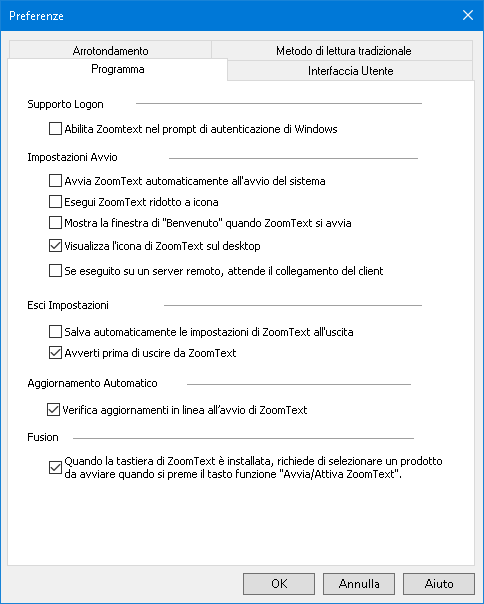 Preferenze
Arrotondamento
Metodo di lettura tradizionale
Programma
Interfaccia Utente
Supporto Logon
Abilita Zoomtext nel prompt di autenticazione di Windows
Impostazioni Avvio
Avvia ZoomText automaticamente all'avvio del sistema
Esegui ZoomText ridotto a icona
Mostra la finestra di "Benvenuto" quando ZoomText si avvia
Visualizza l'icona di ZoomText sul desktop
Se eseguito su un server remoto, attende il collegamento del client
Esci Impostazioni
Salva automaticamente le impostazioni di ZoomText all'uscita
Avverti prima di uscire da ZoomText
Aggiornamento Automatico
Verifica aggiornamenti in linea all’avvio di ZoomText
Fusion
Quando la tastiera di ZoomText è installata, richiede di selezionare un prodotto
da avviare quando si preme il tasto funzione "Avvia/Attiva ZoomText".
OK
Annulla
Aiuto